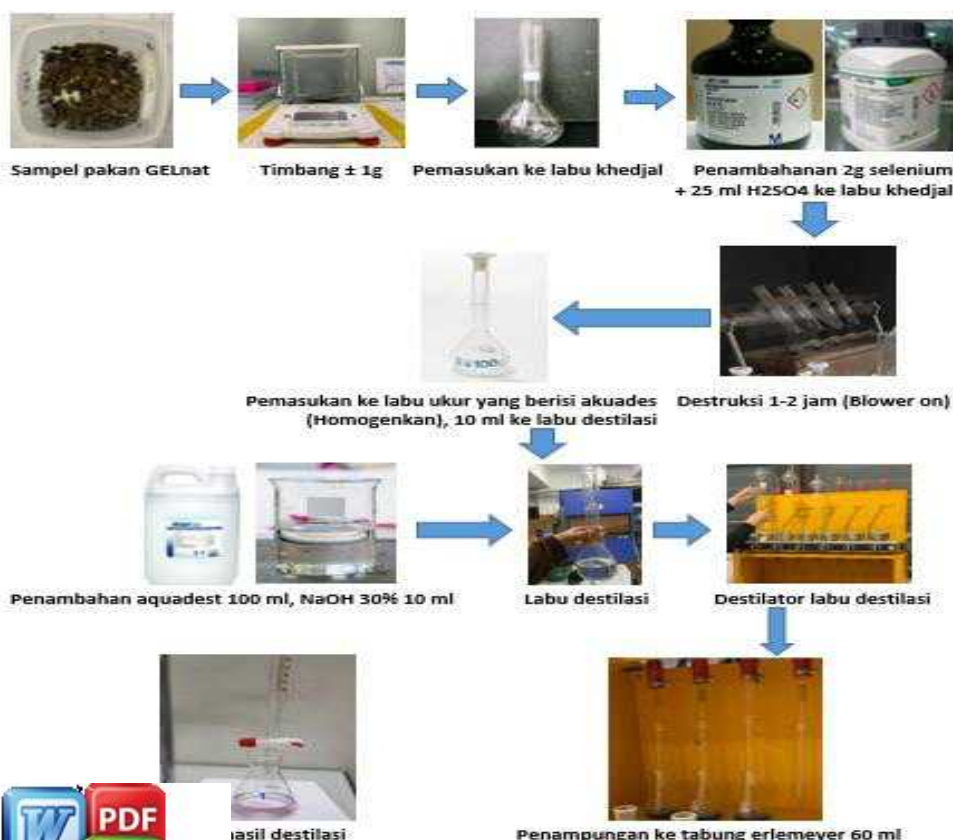 Sampel pakan GELnat
Timbang ± 1g
Pemasukan ke labu khedjal
Penambahanan 2g selenium
+ 25 ml H2SO4 ke labu khedjal
Pemasukan ke labu ukur yang berisi akuades
(Homogenkan), 10 ml ke labu destilasi
Destruksi 1-2 jam (Blower on)
Penambahan aquadest 100 ml, NaOH 30% 10 ml
Labu destilasi
Destilator labu destilasi
hasil destilasi
Penampungan ke tabung erlemeyer 60 ml
W
PDF